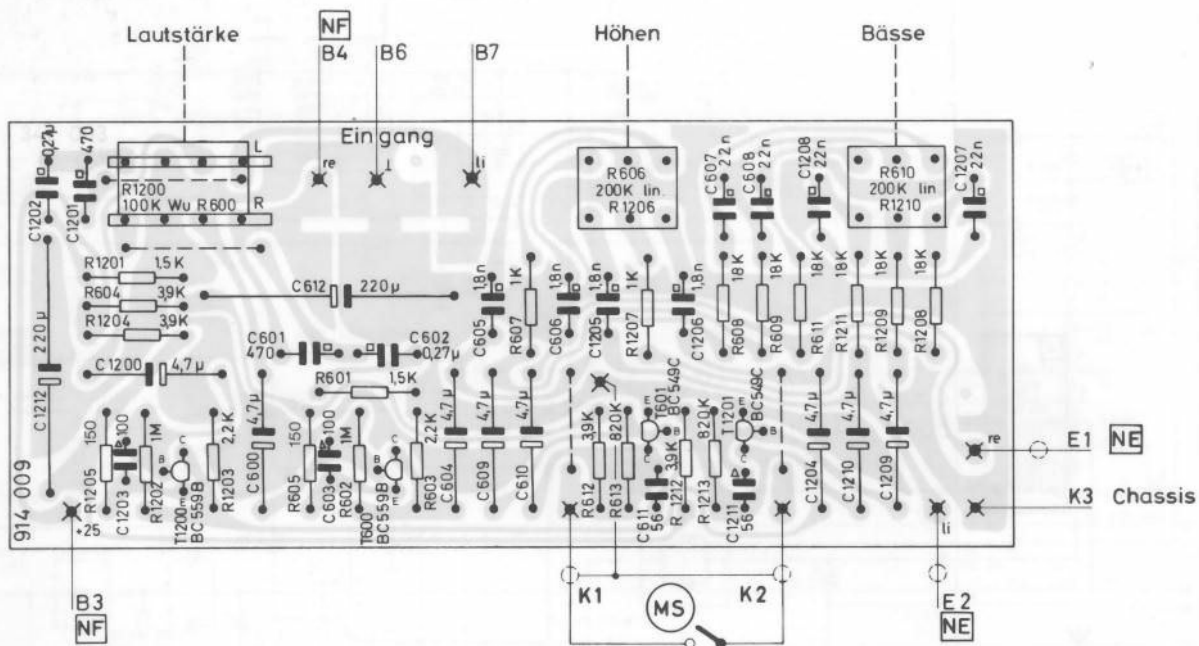 NF
Lautstärke
Höhen
Bässe
B4
B6
B7
Eingang
0,27µ
470
C1202
C1201
L
R1200
100K Wu R600
R
re
⊥
li
R606
200K lin.
R1206
C607
22n
C608
22n
C1208
22n
R610
200K lin
R1210
C1207
22n
R1201
1,5K
R604
3,9K
R1204
3,9K
C612
220µ
1,8n
C605
1K
R607
1,8n
C606
1,8n
C1205
1K
R1207
1,8n
C1206
18K
R608
18K
R609
18K
R611
18K
R1211
18K
R1209
18K
R1208
220µ
C1212
C1200
4,7µ
C601
470
C602
0,27µ
R601
1,5K
150
R1205
100
C1203
1M
R1202
B
C
E
T1200
BC559B
2,2K
R1203
4,7µ
C600
150
R605
100
C603
1M
R602
B
C
E
T600
BC559B
2,2K
R603
4,7µ
C604
4,7µ
C609
4,7µ
C610
3,9K
R612
820K
R613
E
B
C
T601
BC549C
C611
56
3,9K
R1212
820K
R1213
E
B
C
T1201
BC549C
C1211
56
4,7µ
C1204
4,7µ
C1210
4,7µ
C1209
re
E1
NE
K3 Chassis
li
914 009
+25
B3
NF
K1
MS
K2
E2
NE